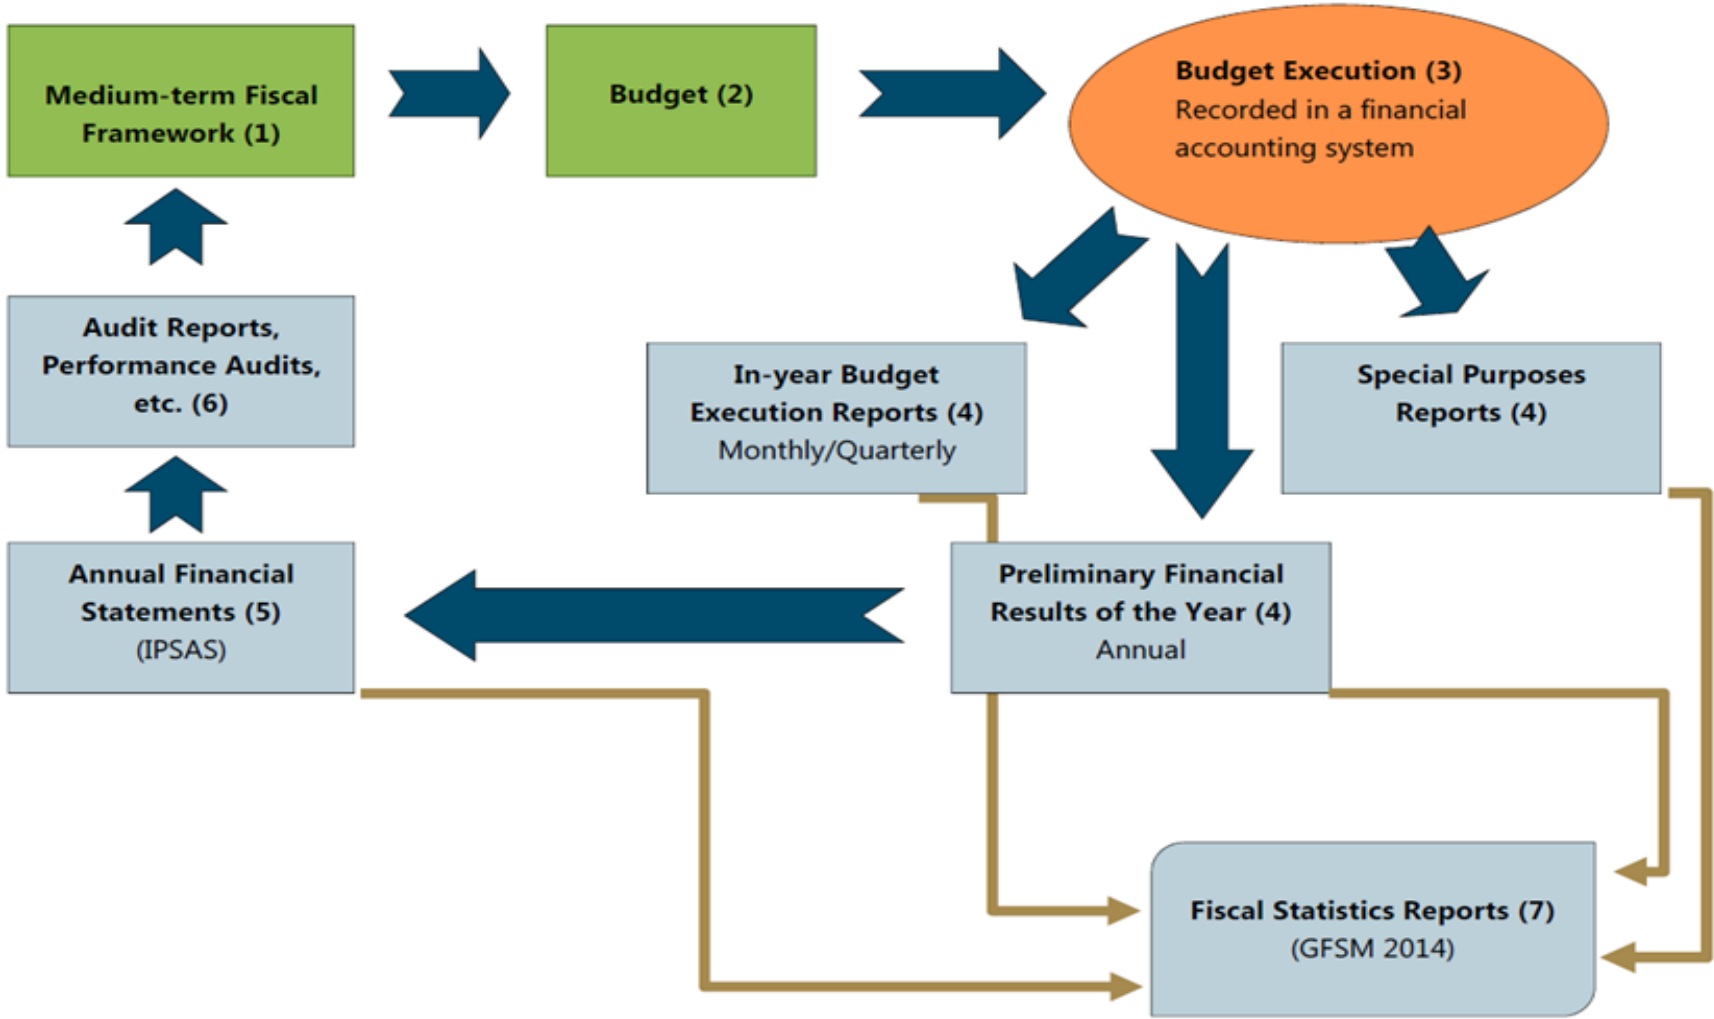 Medium-term Fiscal
Framework (1)
Budget (2)
Budget Execution (3)
Recorded in a financial
accounting system
Audit Reports,
Performance Audits,
etc. (6)
In-year Budget
Execution Reports (4)
Monthly/Quarterly
Special Purposes
Reports (4)
Annual Financial
Statements (5)
(IPSAS)
Preliminary Financial
Results of the Year (4)
Annual
Fiscal Statistics Reports (7)
(GFSM 2014)